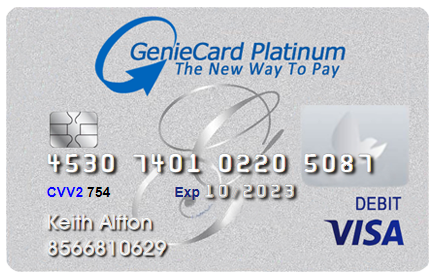 GenieCard Platinum
The New Way To Pay
4530 7401 0220 5087
CVV2 754 Exp 10/2023
Keith Alfton
DEBIT
8566810629
VISA